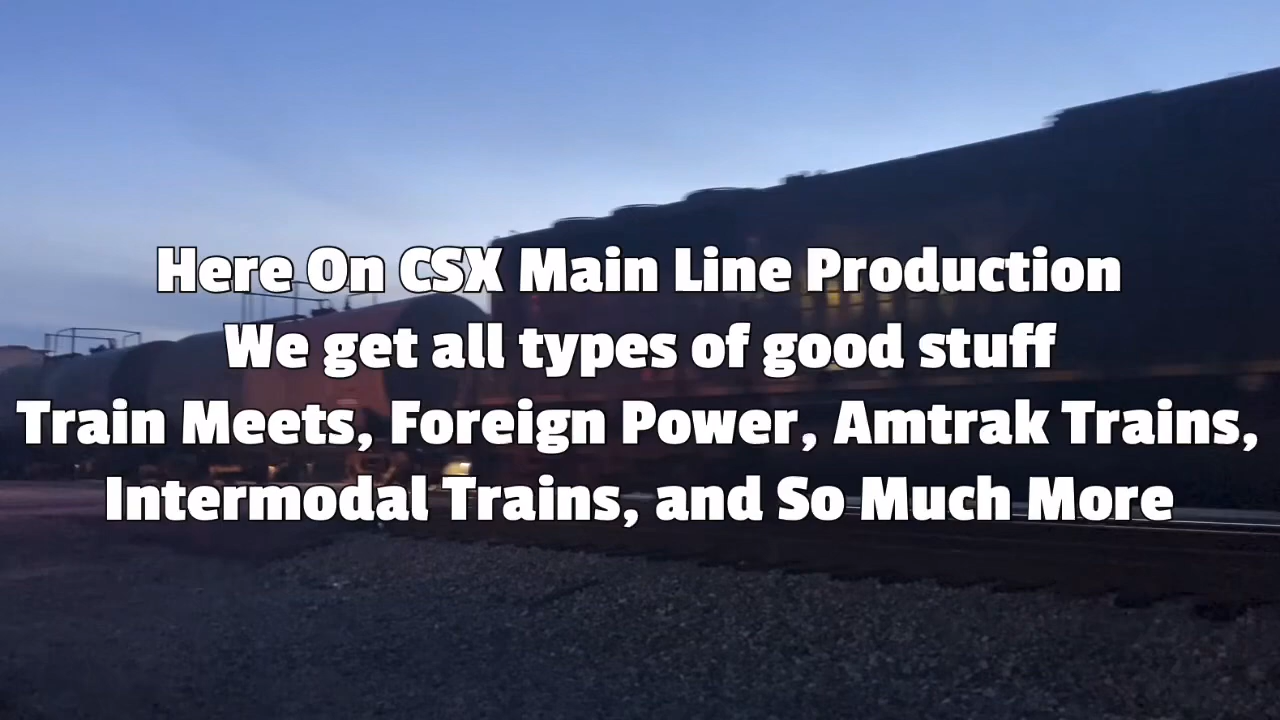 Here On CSX Main Line Production
We get all types of good stuff
Train Meets, Foreign Power, Amtrak Trains,
Intermodal Trains, and So Much More